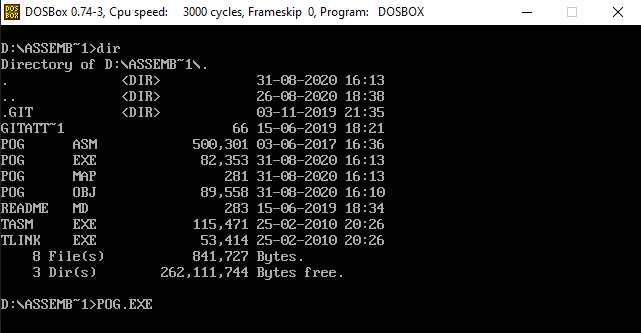 DOSBox 0.74-3, Cpu speed: 3000 cycles, Frameskip 0, Program: DOSBOX
D:\ASSEMB~1>dir
Directory of D:\ASSEMB~1\.
. <DIR> 31-08-2020 16:13
.. <DIR> 26-08-2020 18:38
.GIT <DIR> 03-11-2019 21:35
GITATT~1 66 15-06-2019 18:21
POG ASM 500,301 03-06-2017 16:36
POG EXE 82,353 31-08-2020 16:13
POG MAP 281 31-08-2020 16:13
POG OBJ 89,558 31-08-2020 16:10
README MD 283 15-06-2019 18:34
TASM EXE 115,471 25-02-2010 20:26
TLINK EXE 53,414 25-02-2010 20:26
8 File(s) 841,727 Bytes.
3 Dir(s) 262,111,744 Bytes free.
D:\ASSEMB~1>POG.EXE